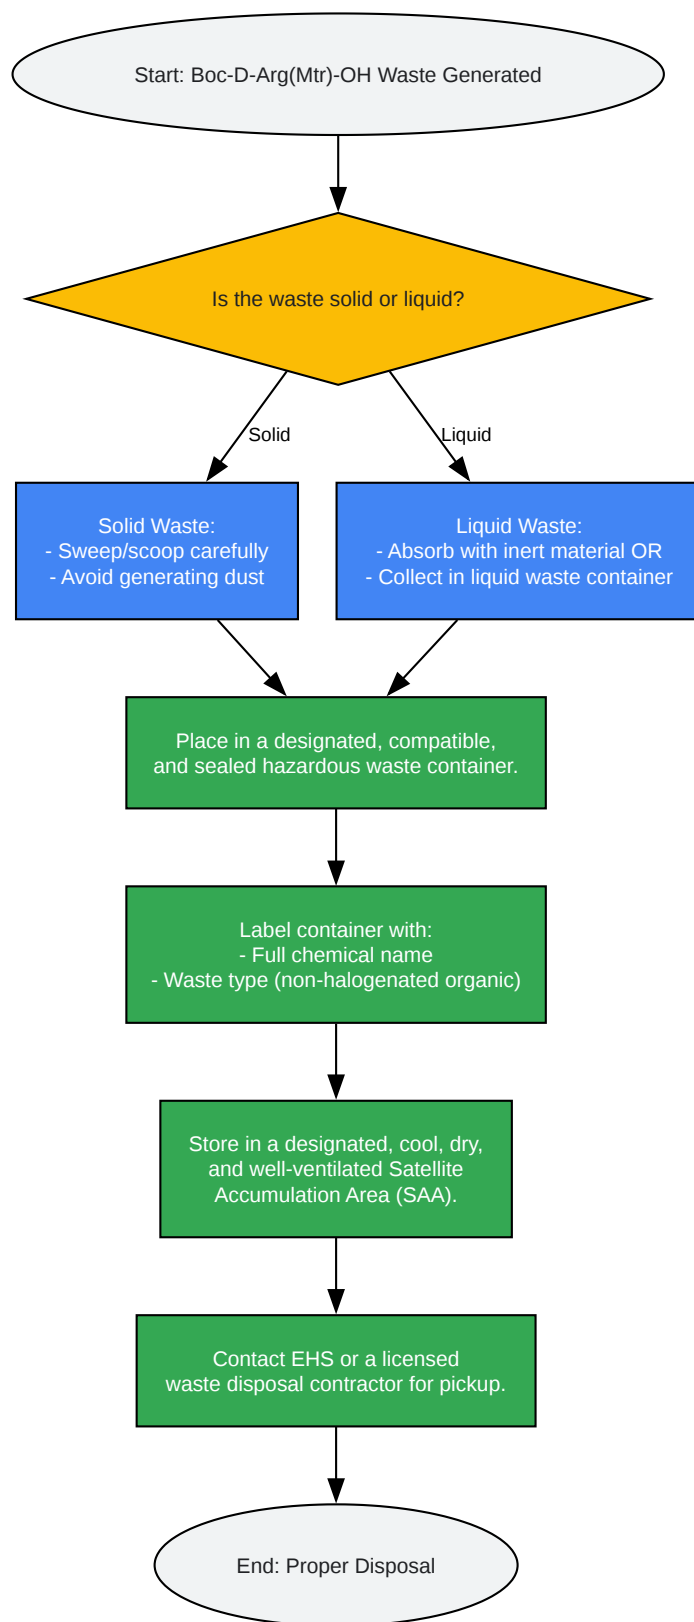 Start: Boc-D-Arg(Mtr)-OH Waste Generated
Is the waste solid or liquid?
Solid
Liquid
Solid Waste:
- Sweep/scoop carefully
- Avoid generating dust
Liquid Waste:
- Absorb with inert material OR
- Collect in liquid waste container
Place in a designated, compatible,
and sealed hazardous waste container.
Label container with:
- Full chemical name
- Waste type (non-halogenated organic)
Store in a designated, cool, dry,
and well-ventilated Satellite
Accumulation Area (SAA).
Contact EHS or a licensed
waste disposal contractor for pickup.
End: Proper Disposal